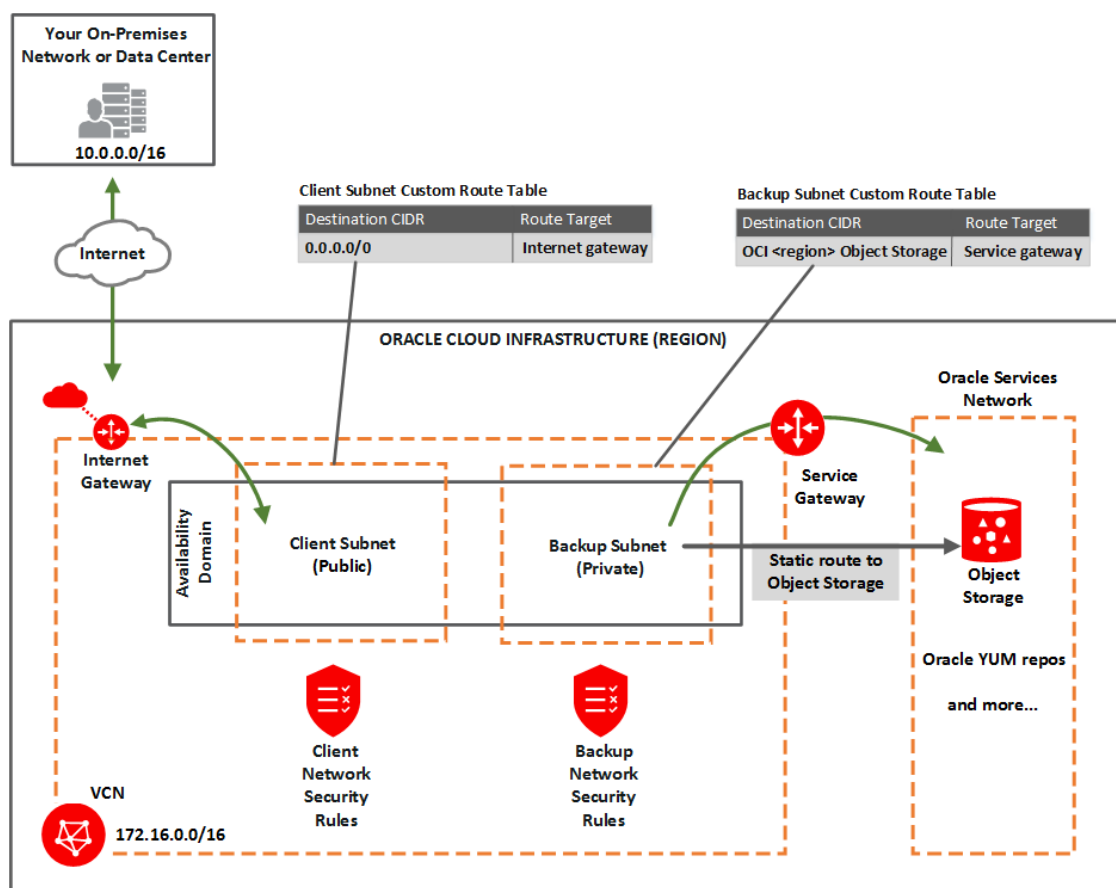 Your On-Premises
Network or Data Center
10.0.0.0/16
Internet
Client Subnet Custom Route Table
Destination CIDR Route Target
0.0.0.0/0 Internet gateway
Backup Subnet Custom Route Table
Destination CIDR Route Target
OCI <region> Object Storage Service gateway
ORACLE CLOUD INFRASTRUCTURE (REGION)
Oracle Services
Network
Internet
Gateway
Service
Gateway
Availability
Domain
Client Subnet
(Public)
Backup Subnet
(Private)
Static route to
Object Storage
Object
Storage
Oracle YUM repos
and more...
Client
Network
Security
Rules
Backup
Network
Security
Rules
VCN
172.16.0.0/16